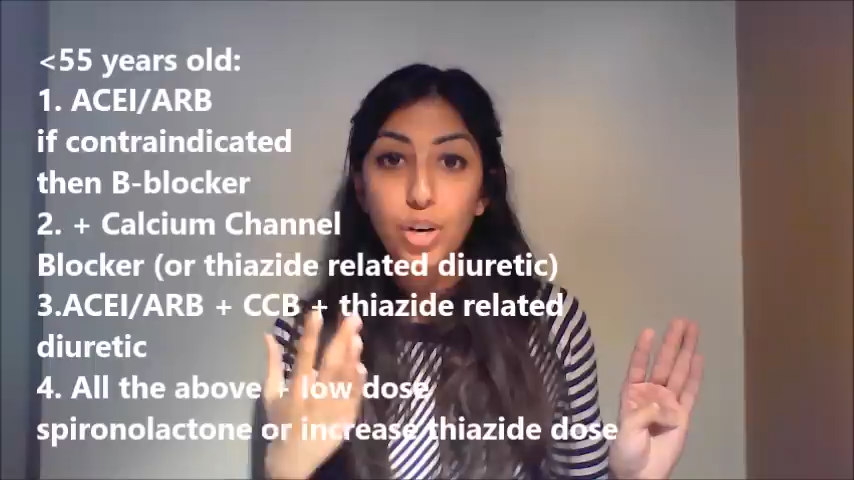 <55 years old:
1. ACEI/ARB
if contraindicated
then B-blocker
2. + Calcium Channel
Blocker (or thiazide related diuretic)
3.ACEI/ARB + CCB + thiazide related
diuretic
4. All the above + low dose
spironolactone or increase thiazide dose